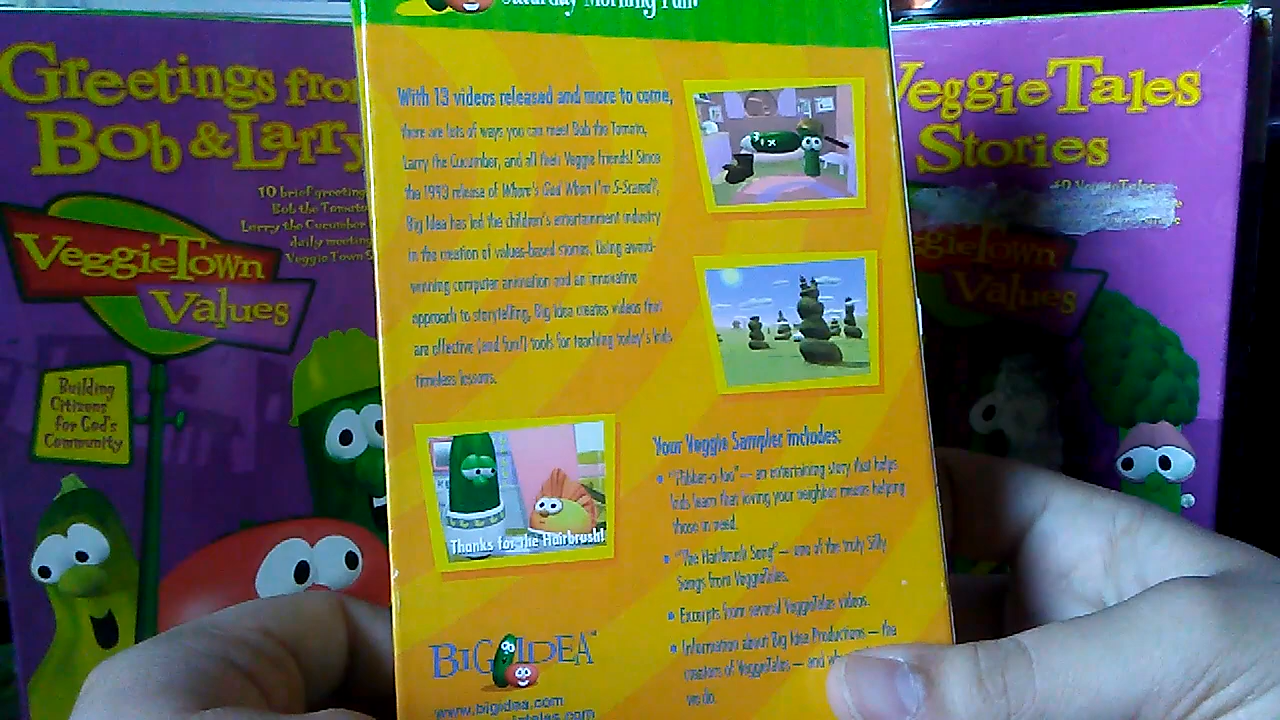 Saturday Morning Fun!
With 13 videos released and more to come,
there are lots of ways you can meet Bob the Tomato,
Larry the Cucumber, and all their Veggie friends! Since
the 1993 release of Where's God When I'm S-Scared?,
Big Idea has led the children's entertainment industry
in the creation of values-based stories. Using award-
winning computer animation and an innovative
approach to storytelling, Big Idea creates videos that
are effective (and fun!) tools for teaching today's kids
timeless lessons.
Thanks for the Hairbrush!
Your Veggie Sampler includes:
• "Flibber-o-loo" — an entertaining story that helps
kids learn that loving your neighbor means helping
those in need.
• "The Hairbrush Song" — one of the truly Silly
Songs from VeggieTales.
• Excerpts from several VeggieTales videos.
• Information about Big Idea Productions — the
creators of VeggieTales — and
we do.
BIG IDEA™
www.bigidea.com
Greetings from
Bob & Larry
10 brief greeting
Bob the Tomato
Larry the Cucumber
daily meeting
Veggie Town
VeggieTown
Values
Building
Citizens
for God's
Community
VeggieTales
Stories
40 VeggieTales
ggieTown
Values